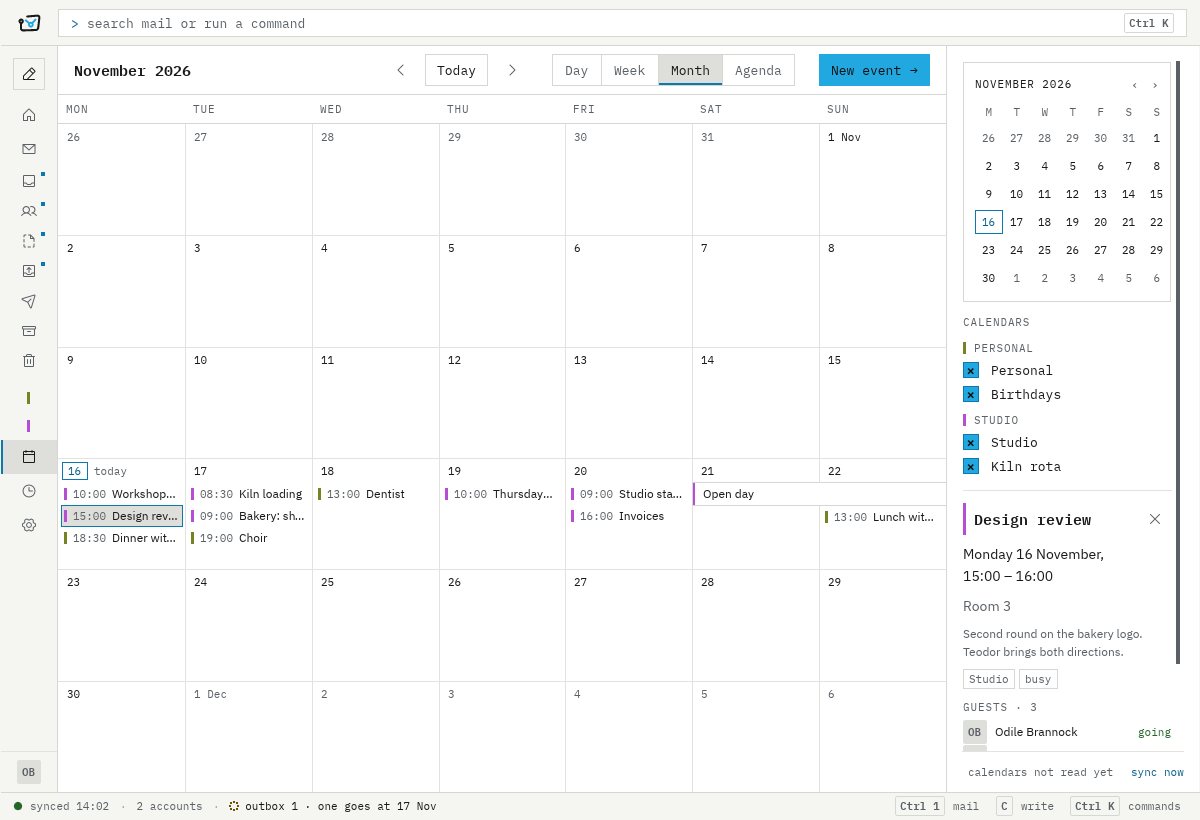 > search mail or run a command Ctrl K
November 2026 Today Day Week Month Agenda New event →
MON TUE WED THU FRI SAT SUN
26 27 28 29 30 31 1 Nov
2 3 4 5 6 7 8
9 10 11 12 13 14 15
16 today 17 18 19 20 21 22
10:00 Workshop... 08:30 Kiln loading 13:00 Dentist 10:00 Thursday... 09:00 Studio sta... Open day
15:00 Design rev... 09:00 Bakery: sh... 16:00 Invoices 13:00 Lunch wit...
18:30 Dinner wit... 19:00 Choir
23 24 25 26 27 28 29
30 1 Dec 2 3 4 5 6
NOVEMBER 2026 ‹ ›
M T W T F S S
26 27 28 29 30 31 1
2 3 4 5 6 7 8
9 10 11 12 13 14 15
16 17 18 19 20 21 22
23 24 25 26 27 28 29
30 1 2 3 4 5 6
CALENDARS
PERSONAL
Personal
Birthdays
STUDIO
Studio
Kiln rota
Design review
Monday 16 November,
15:00 – 16:00
Room 3
Second round on the bakery logo.
Teodor brings both directions.
Studio busy
GUESTS · 3
OB Odile Brannock going
calendars not read yet sync now
OB
synced 14:02 · 2 accounts · outbox 1 · one goes at 17 Nov
Ctrl 1 mail C write Ctrl K commands